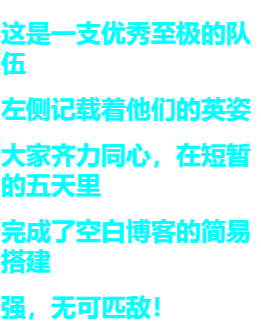 这是一支优秀至极的队
伍
左侧记载着他们的英姿
大家齐力同心，在短暂
的五天里
完成了空白博客的简易
搭建
强，无可匹敌！